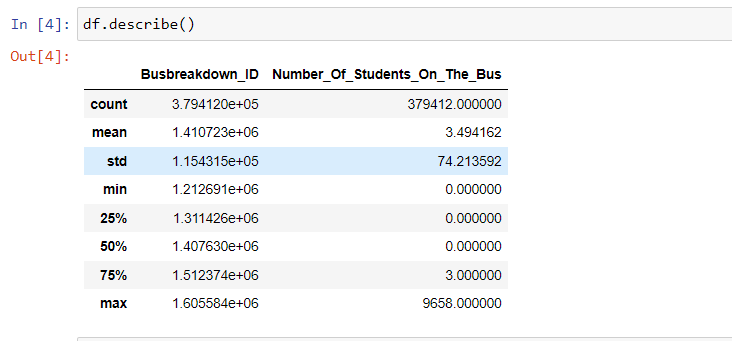 In [4]: df.describe()
Out[4]:
Busbreakdown_ID Number_Of_Students_On_The_Bus
count 3.794120e+05 379412.000000
mean 1.410723e+06 3.494162
std 1.154315e+05 74.213592
min 1.212691e+06 0.000000
25% 1.311426e+06 0.000000
50% 1.407630e+06 0.000000
75% 1.512374e+06 3.000000
max 1.605584e+06 9658.000000